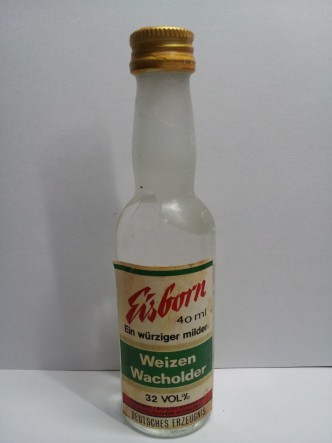 Eisborn
40 ml
Ein würziger milder
Weizen
Wacholder
32 VOL%
DEUTSCHES ERZEUGNIS